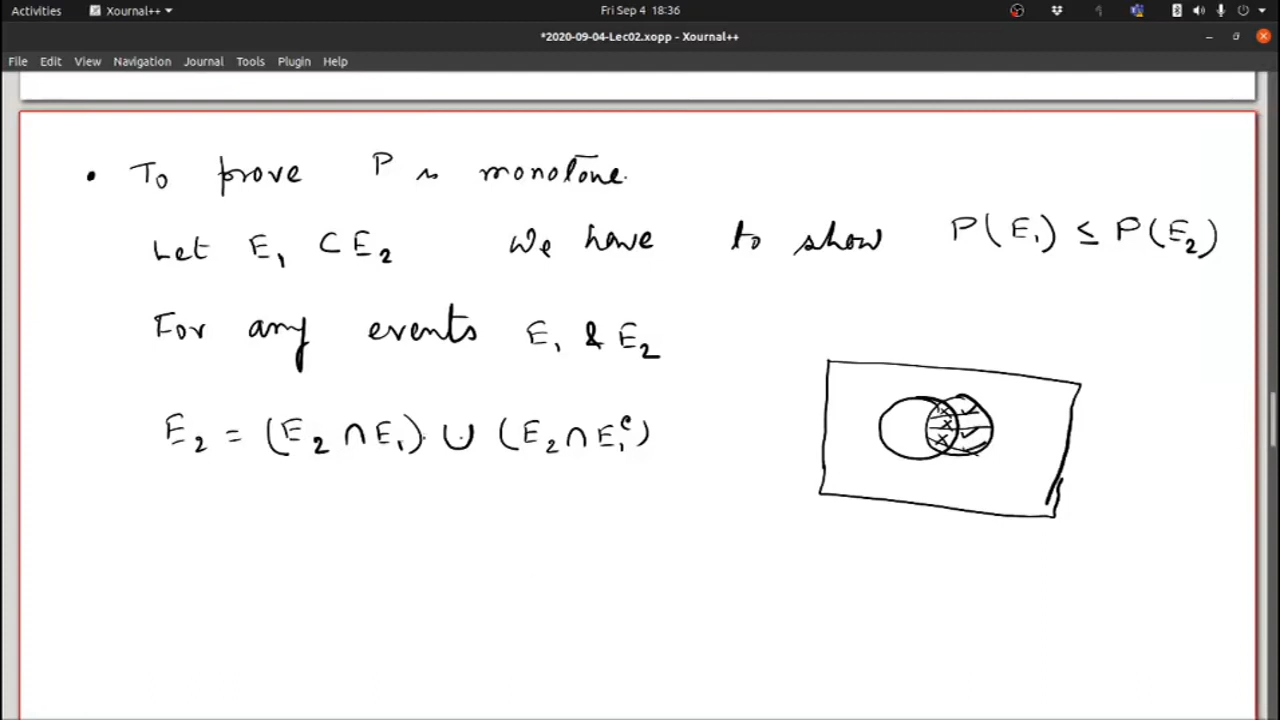 Activities Xournal++ Fri Sep 4 18:36
*2020-09-04-Lec02.xopp - Xournal++
File Edit View Navigation Journal Tools Plugin Help
• To prove P is monotone.
Let E₁ ⊂ E₂ We have to show P(E₁) ≤ P(E₂)
For any events E₁ & E₂
E₂ = (E₂ ∩ E₁) ∪ (E₂ ∩ E₁ᶜ)